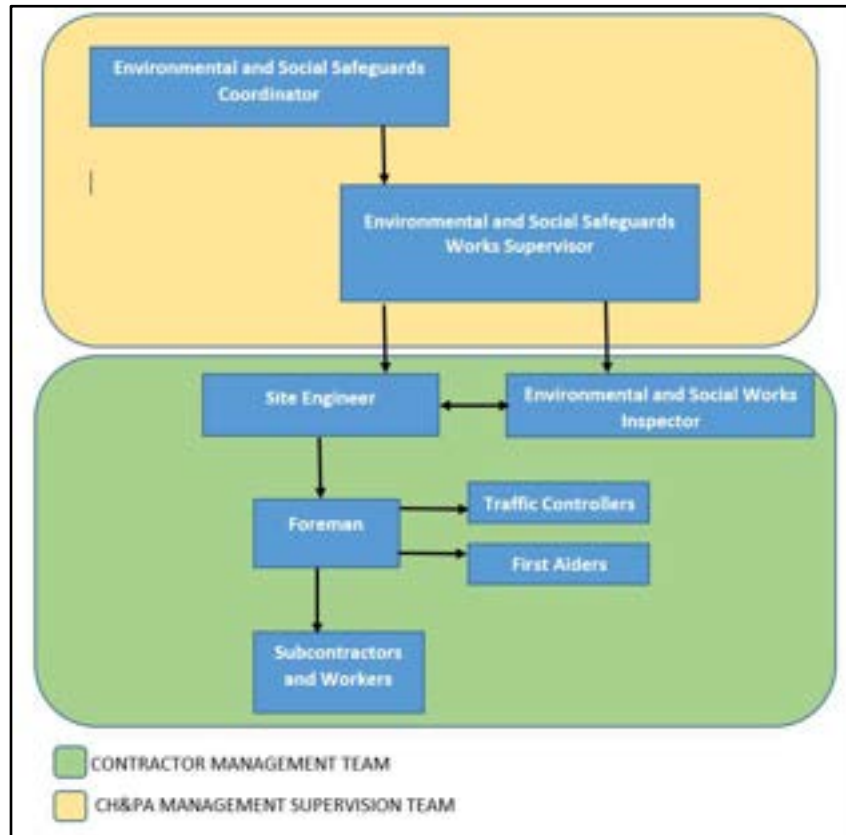 Environmental and Social Safeguards
Coordinator
Environmental and Social Safeguards
Works Supervisor
Site Engineer
Environmental and Social Works
Inspector
Foreman
Traffic Controllers
First Aiders
Subcontractors
and Workers
CONTRACTOR MANAGEMENT TEAM
CH&PA MANAGEMENT SUPERVISION TEAM